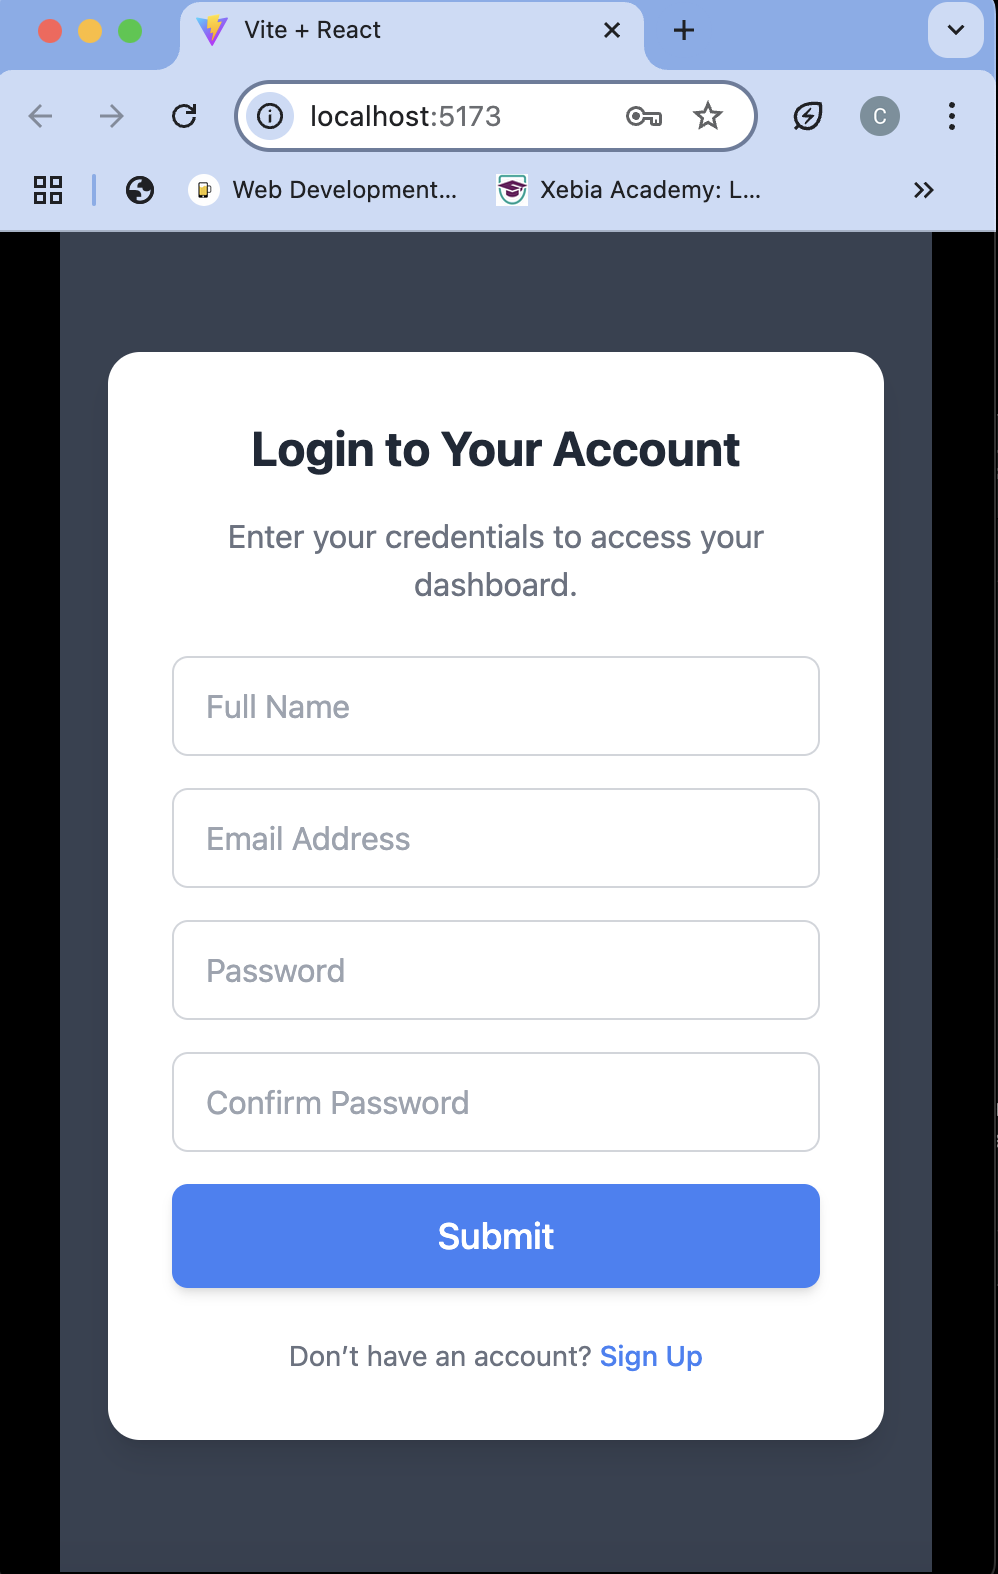 Vite + React
localhost:5173
C
Web Development...
Xebia Academy: L...
Login to Your Account
Enter your credentials to access your
dashboard.
Full Name
Email Address
Password
Confirm Password
Submit
Don’t have an account? Sign Up